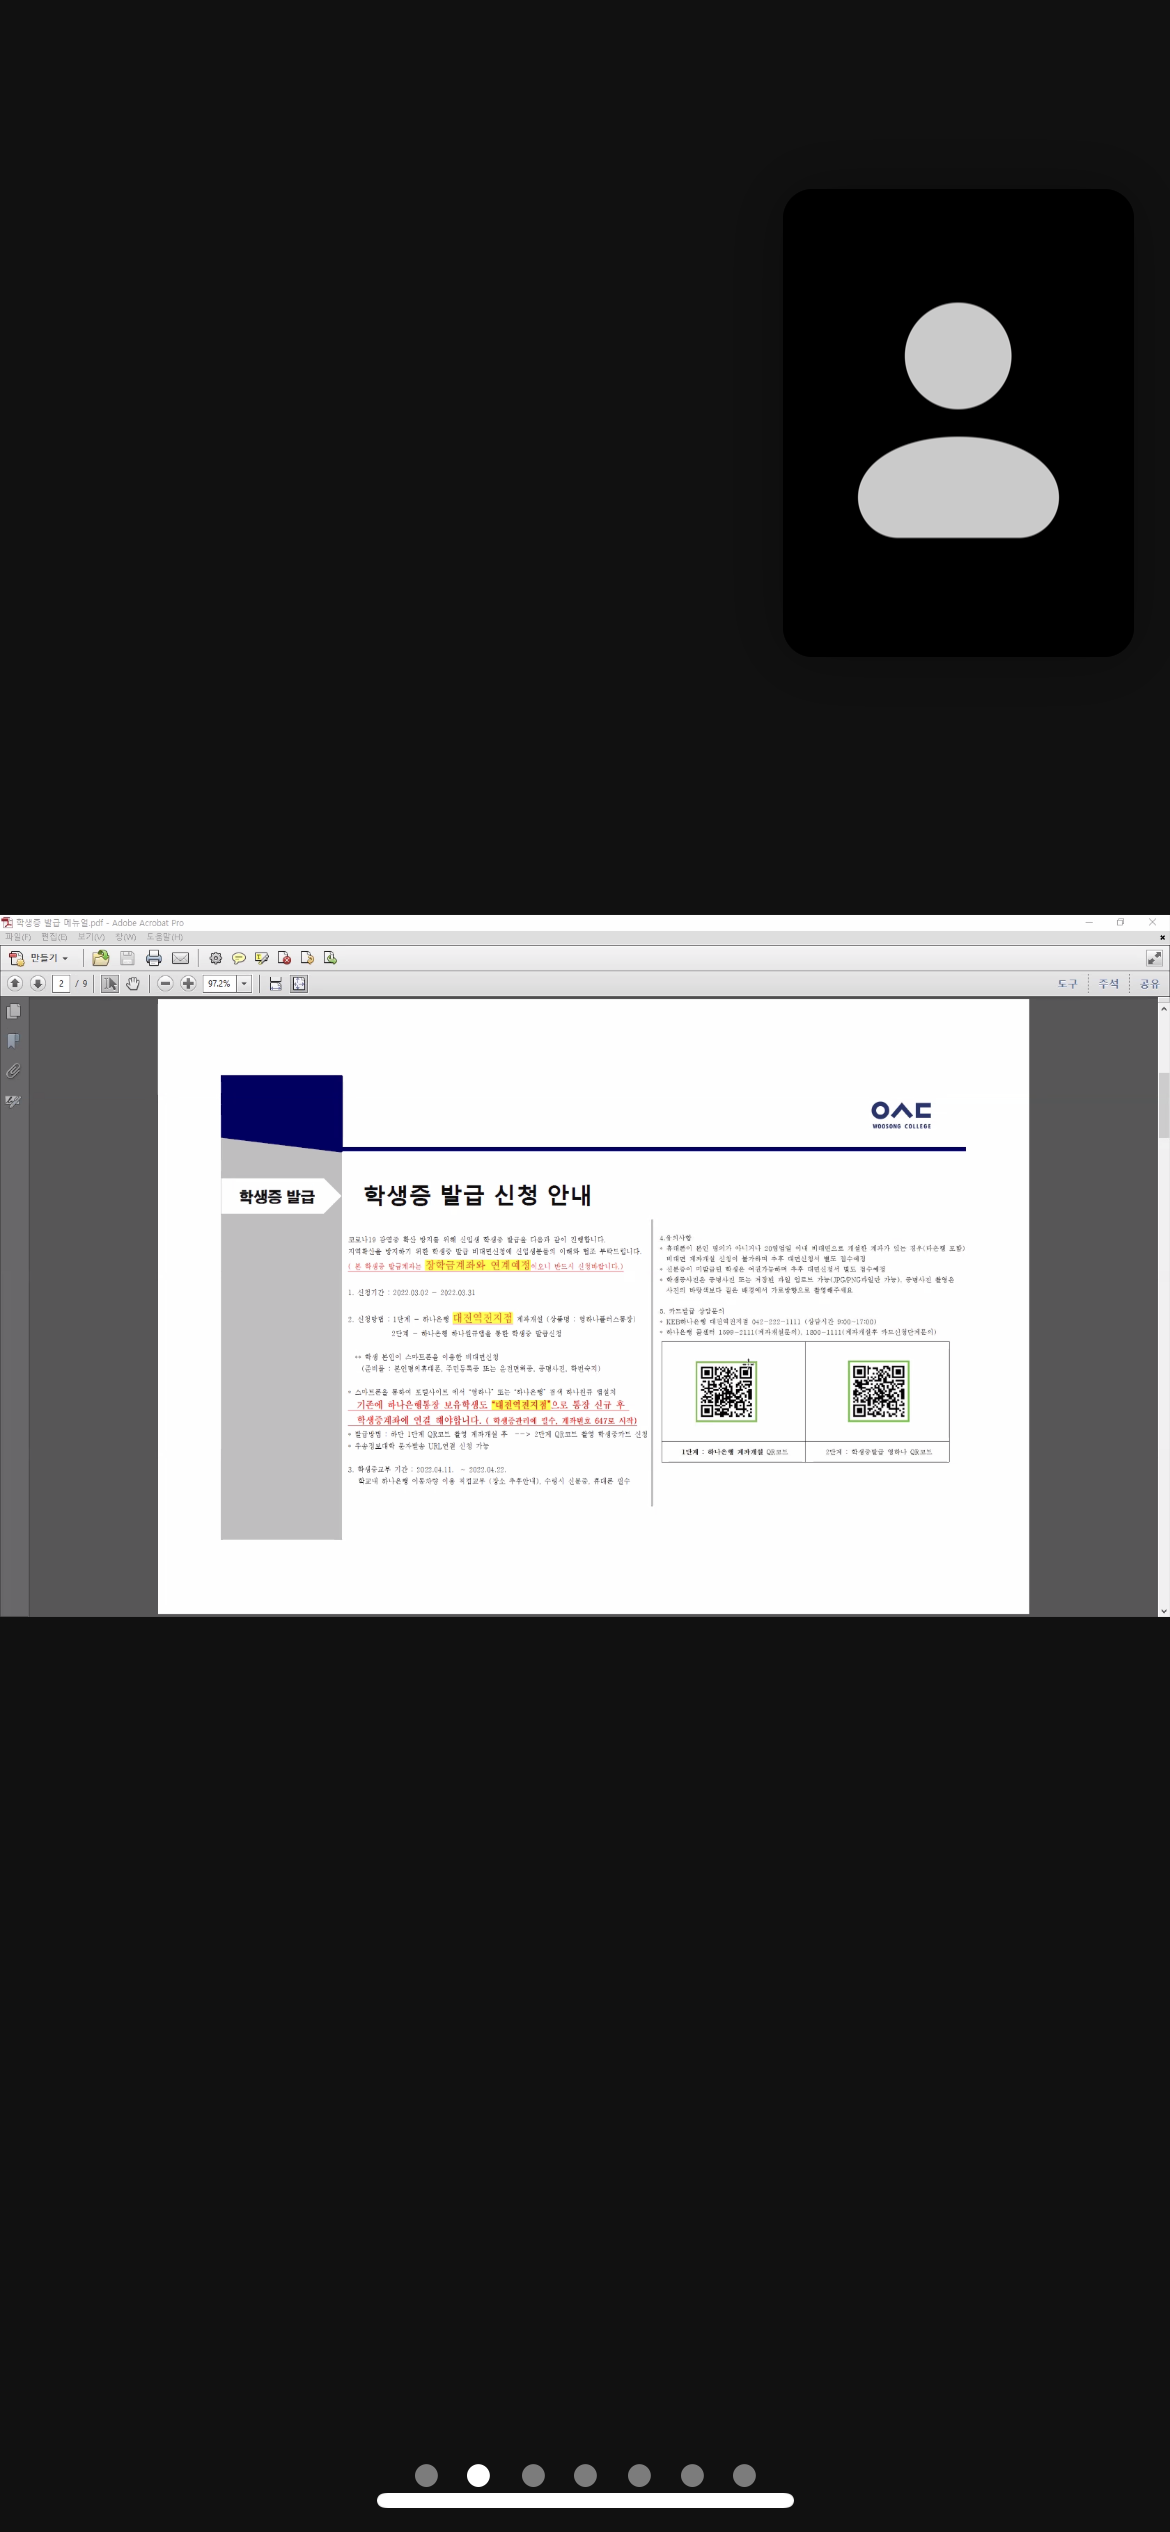 학생증 발급 메뉴얼.pdf - Adobe Acrobat Pro
파일(F) 편집(E) 보기(V) 창(W) 도움말(H)
만들기
2 / 9 97.2% 도구 주석 공유
WOOSONG COLLEGE
학생증 발급
학생증 발급 신청 안내
코로나19 감염증 확산 방지를 위해 신입생 학생증 발급을 다음과 같이 진행합니다.
지역확산을 방지하기 위한 학생증 발급 비대면신청에 신입생분들의 이해와 협조 부탁드립니다.
( 본 학생증 발급계좌는 장학금계좌와 연계예정이오니 반드시 신청바랍니다.)
1. 신청기간 : 2022.03.02 - 2022.03.31
2. 신청방법 : 1단계 - 하나은행 대전역전지점 계좌개설 (상품명 : 영하나플러스통장)
2단계 - 하나은행 하나원큐앱을 통한 학생증 발급신청
** 학생 본인이 스마트폰을 이용한 비대면신청
(준비물 : 본인명의휴대폰, 주민등록증 또는 운전면허증, 증명사진, 학번숙지)
* 스마트폰을 통하여 포털사이트 에서 "영하나" 또는 "하나은행" 검색 하나원큐 앱설치
기존에 하나은행통장 보유학생도 "대전역전지점"으로 통장 신규 후
학생증계좌에 연결 해야합니다. ( 학생증관리에 필수, 계좌번호 647로 시작)
* 발급방법 : 하단 1단계 QR코드 촬영 계좌개설 후 --> 2단계 QR코드 촬영 학생증카드 신청
* 우송정보대학 문자발송 URL연결 신청 가능
3. 학생증교부 기간 : 2022.04.11. - 2022.04.22.
학교내 하나은행 이동차량 이용 직접교부 (장소 추후안내), 수령시 신분증, 휴대폰 필수
4.유의사항
* 휴대폰이 본인 명의가 아니거나 20영업일 이내 비대면으로 개설한 계좌가 있는 경우(타은행 포함)
비대면 계좌개설 신청이 불가하며 추후 대면신청서 별도 접수예정
* 신분증이 미발급된 학생은 여권가능하며 추후 대면신청서 별도 접수예정
* 학생증사진은 증명사진 또는 저장된 파일 업로드 가능(JPG/PNG파일만 가능), 증명사진 촬영은
사진의 바탕색보다 짙은 배경에서 가로방향으로 촬영해주세요
5. 카드발급 상담문의
* KEB하나은행 대전역전지점 042-222-1111 (상담시간 9:00-17:00)
* 하나은행 콜센터 1599-2111(계좌개설문의), 1800-1111(계좌개설후 카드신청단계문의)
1단계 : 하나은행 계좌개설 QR코드
2단계 : 학생증발급 영하나 QR코드